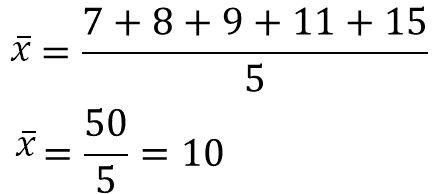 x̄ = (7 + 8 + 9 + 11 + 15) / 5
x̄ = 50 / 5 = 10